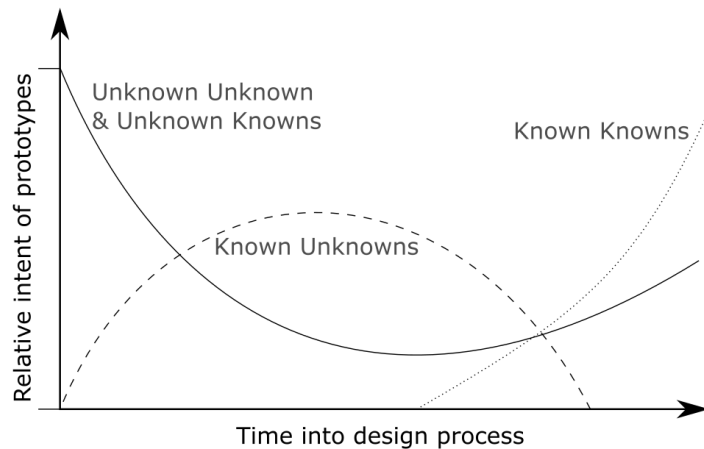 Relative intent of prototypes
Unknown Unknown
& Unknown Knowns
Known Knowns
Known Unknowns
Time into design process